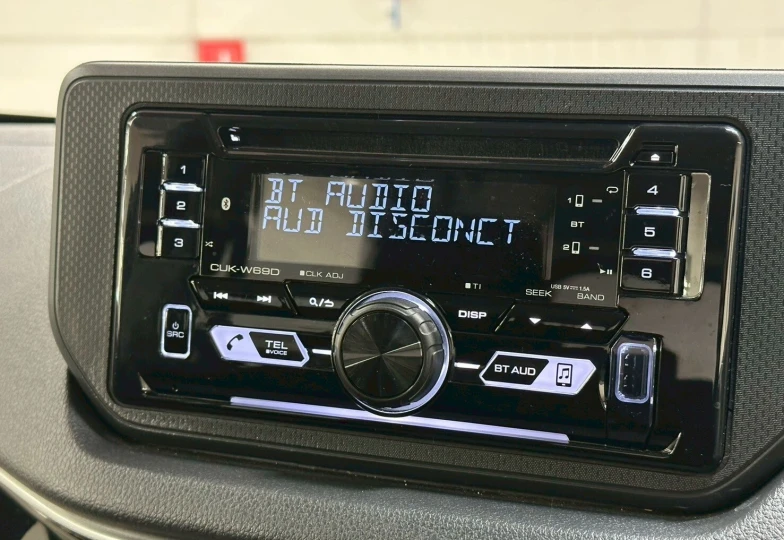 BT AUDIO
AUD DISCONCT
1
2
3
4
5
6
1
BT
2
CUK-W69D
CLK ADJ
TI
USB 5V 1.5A
SEEK
BAND
DISP
SRC
TEL
VOICE
BT AUD